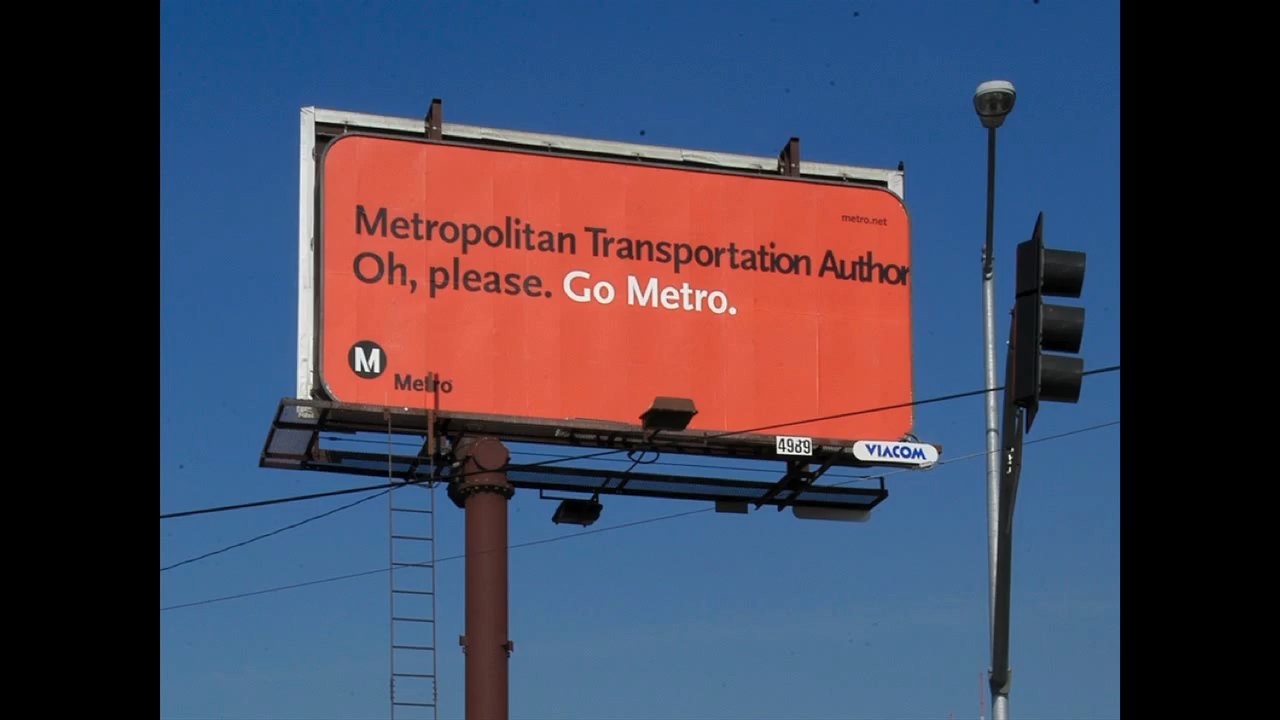 metro.net
Metropolitan Transportation Author
Oh, please. Go Metro.
M
Metro
4989
VIACOM